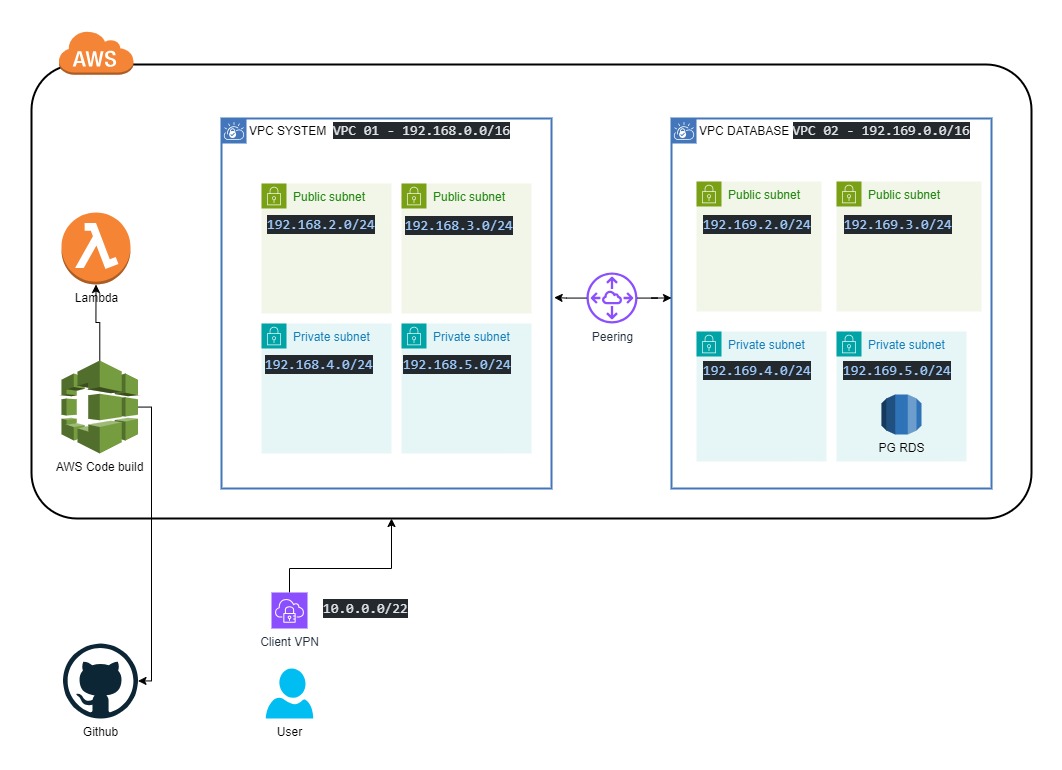 AWS
VPC SYSTEM VPC 01 - 192.168.0.0/16
VPC DATABASE VPC 02 - 192.169.0.0/16
Public subnet
192.168.2.0/24
Public subnet
192.168.3.0/24
Public subnet
192.169.2.0/24
Public subnet
192.169.3.0/24
Lambda
Peering
Private subnet
192.168.4.0/24
Private subnet
192.168.5.0/24
Private subnet
192.169.4.0/24
Private subnet
192.169.5.0/24
PG RDS
AWS Code build
10.0.0.0/22
Client VPN
Github
User